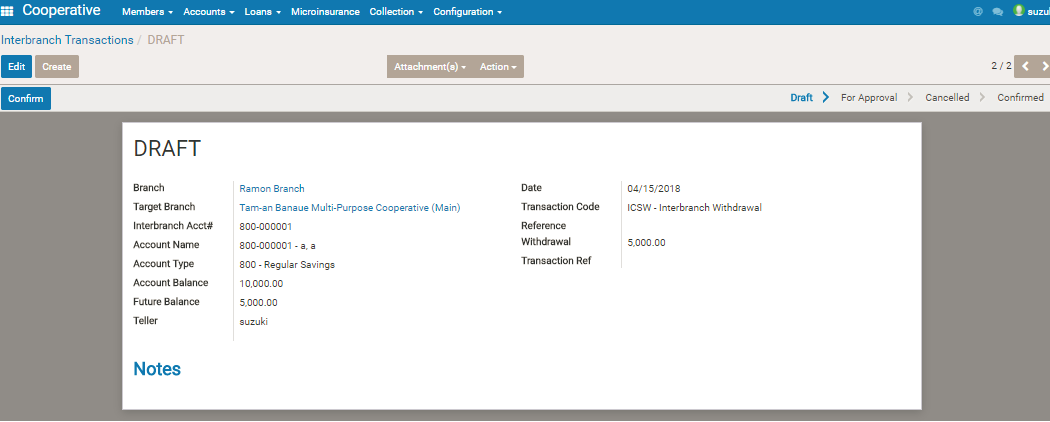 Cooperative Members Accounts Loans Microinsurance Collection Configuration suzu
Interbranch Transactions / DRAFT
Edit Create Attachment(s) Action 2 / 2
Confirm Draft For Approval Cancelled Confirmed
DRAFT
Branch Ramon Branch Date 04/15/2018
Target Branch Tam-an Banaue Multi-Purpose Cooperative (Main) Transaction Code ICSW - Interbranch Withdrawal
Interbranch Acct# 800-000001 Reference
Account Name 800-000001 - a, a Withdrawal 5,000.00
Account Type 800 - Regular Savings Transaction Ref
Account Balance 10,000.00
Future Balance 5,000.00
Teller suzuki
Notes